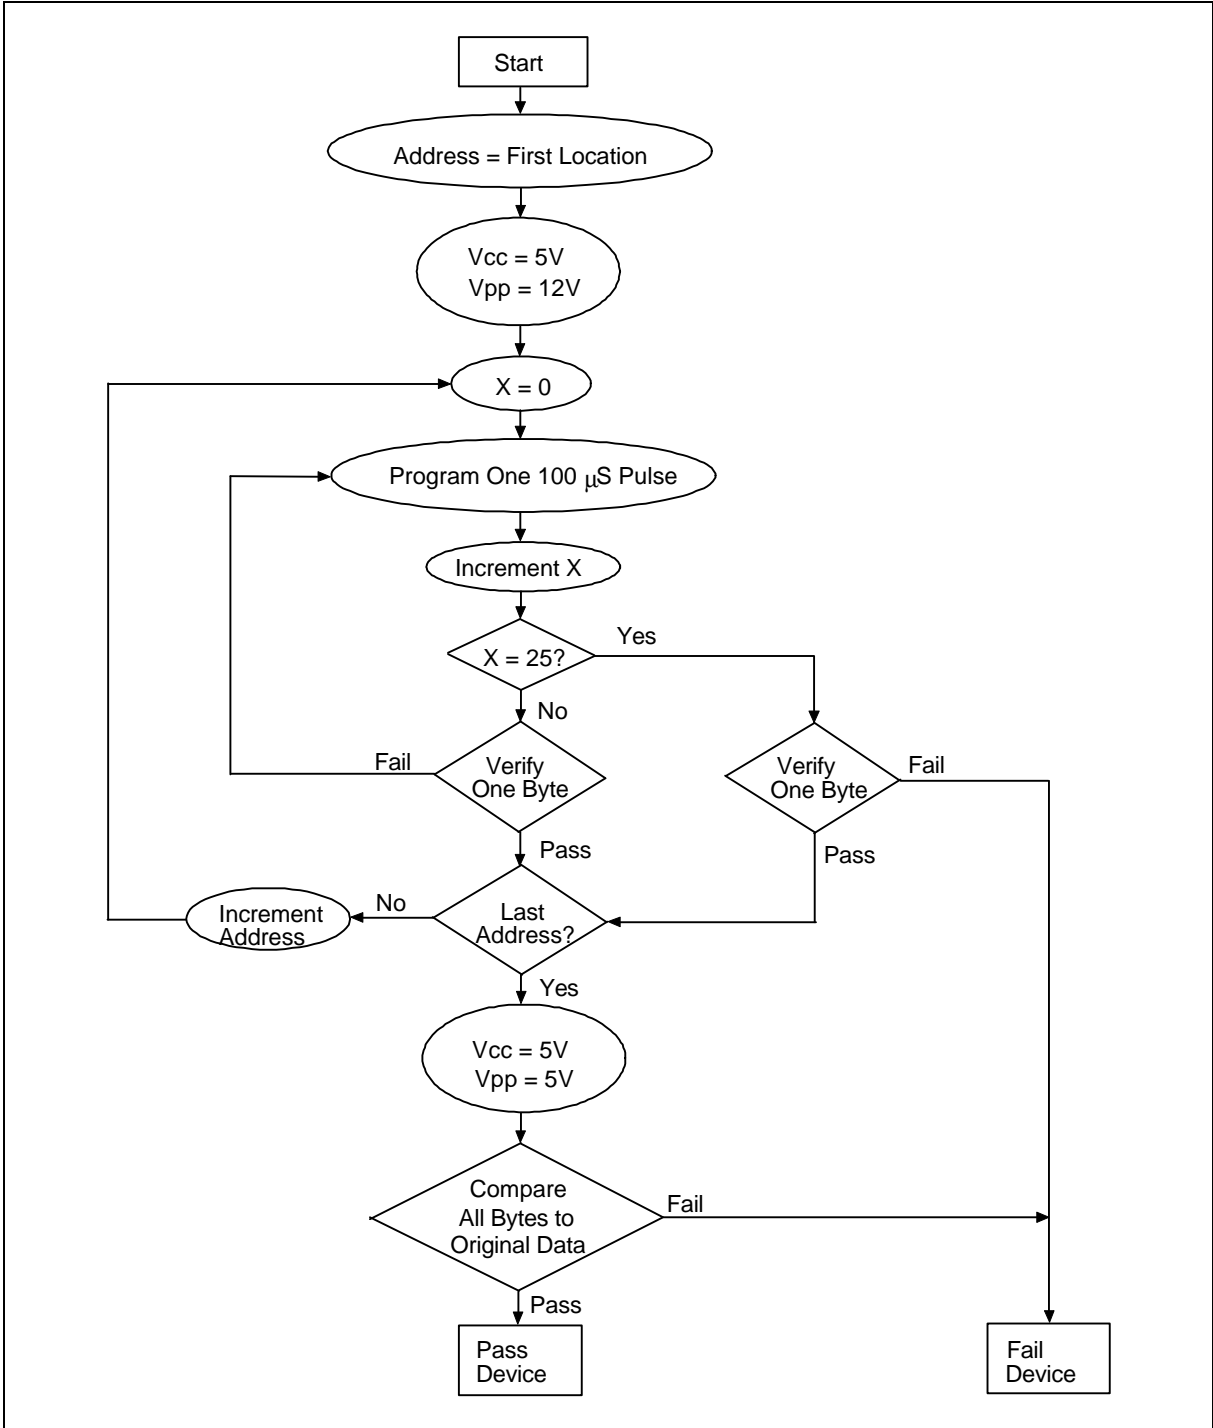 Start
Address = First Location
Vcc = 5V
Vpp = 12V
X = 0
Program One 100 μS Pulse
Increment X
X = 25?
Yes
No
Fail
Verify
One Byte
Verify
One Byte
Fail
Pass
Pass
Increment
Address
No
Last
Address?
Yes
Vcc = 5V
Vpp = 5V
Compare
All Bytes to
Original Data
Fail
Pass
Pass
Device
Fail
Device